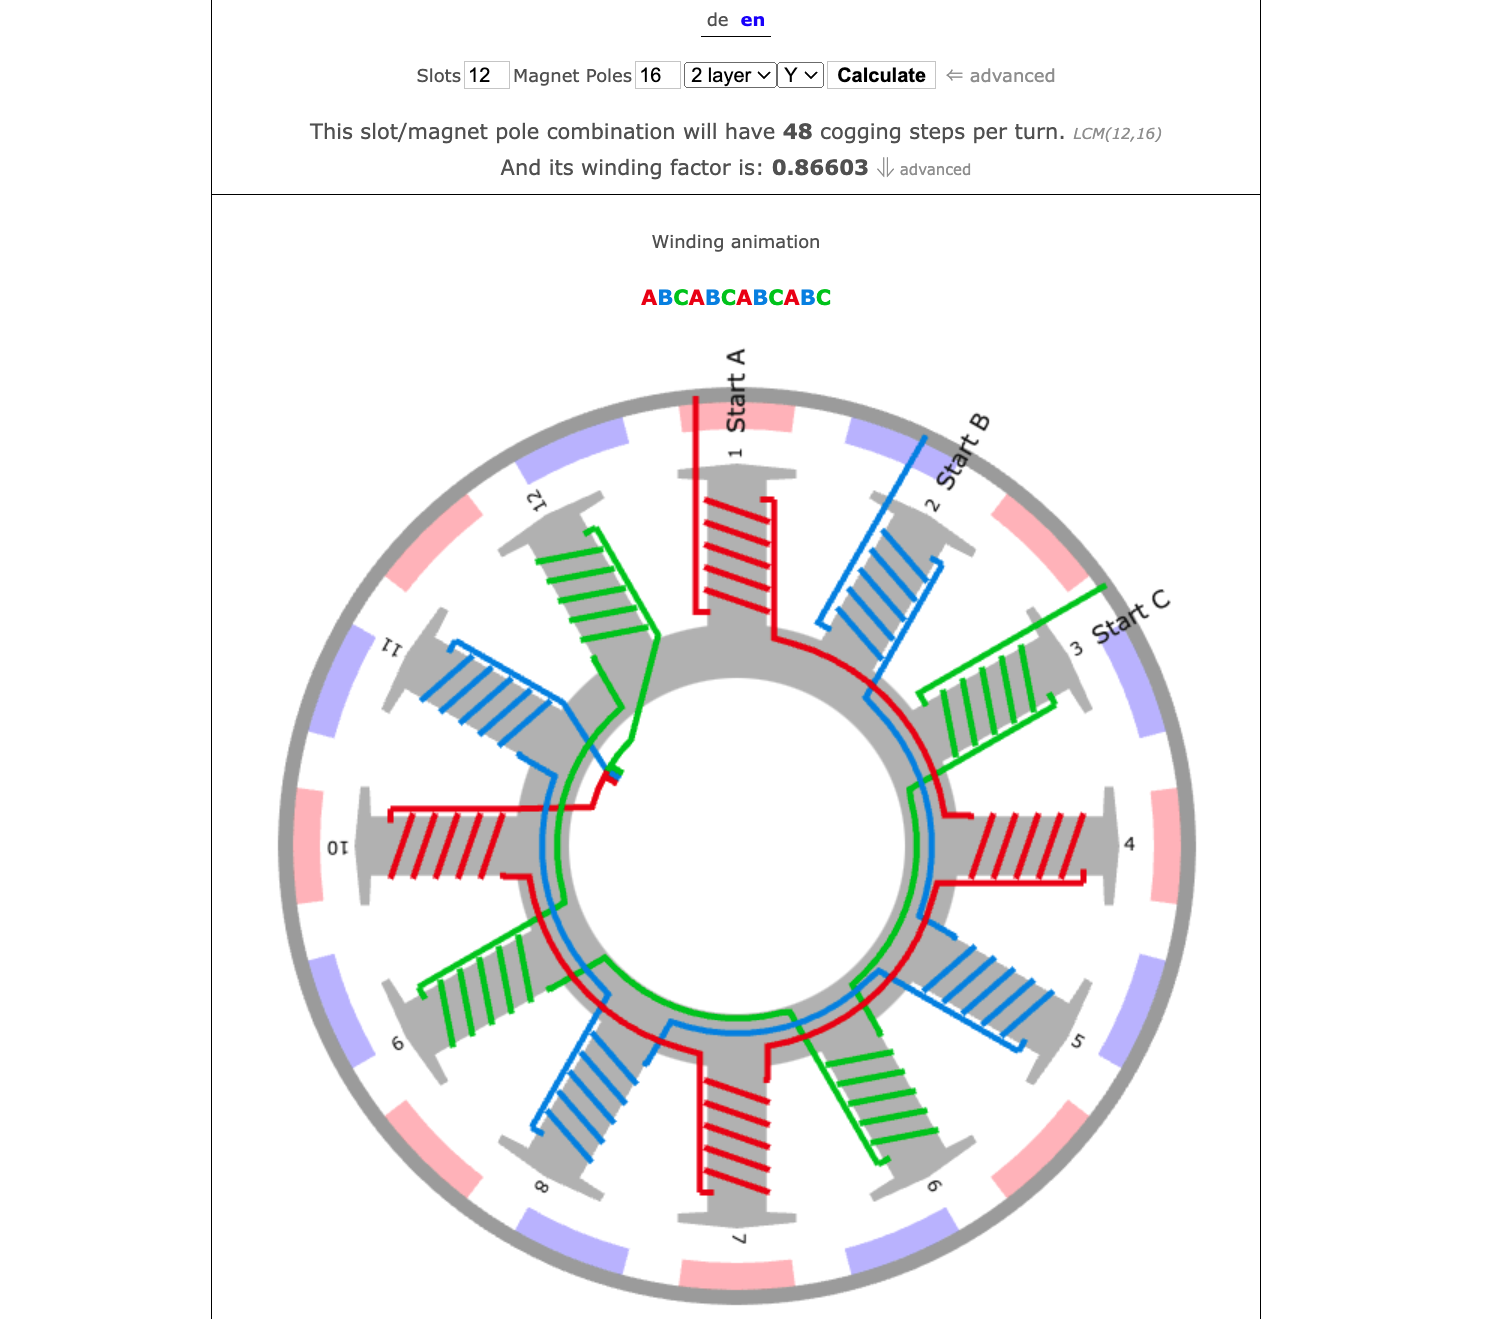 de en
Slots 12 Magnet Poles 16 2 layer Y Calculate ⇐ advanced
This slot/magnet pole combination will have 48 cogging steps per turn. LCM(12,16)
And its winding factor is: 0.86603 ⇓ advanced
Winding animation
ABCABCABCABC
1 Start A
2 Start B
3 Start C
4
5
6
7
8
9
10
11
12